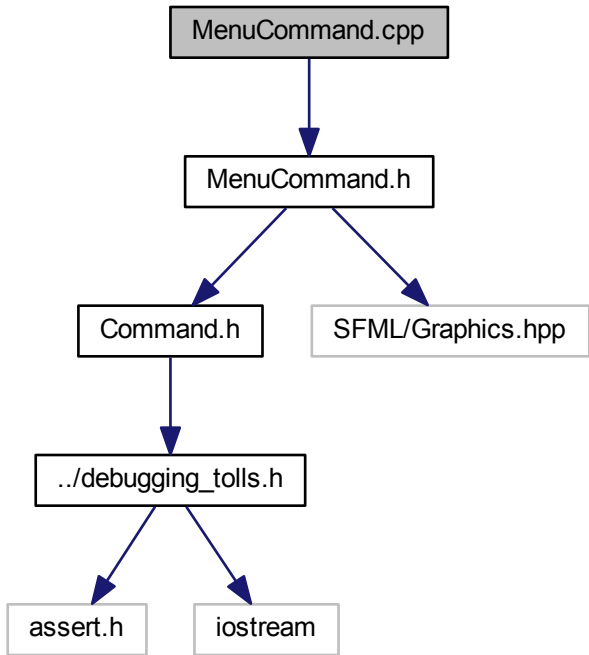 MenuCommand.cpp
MenuCommand.h
Command.h
SFML/Graphics.hpp
../debugging_tolls.h
assert.h
iostream